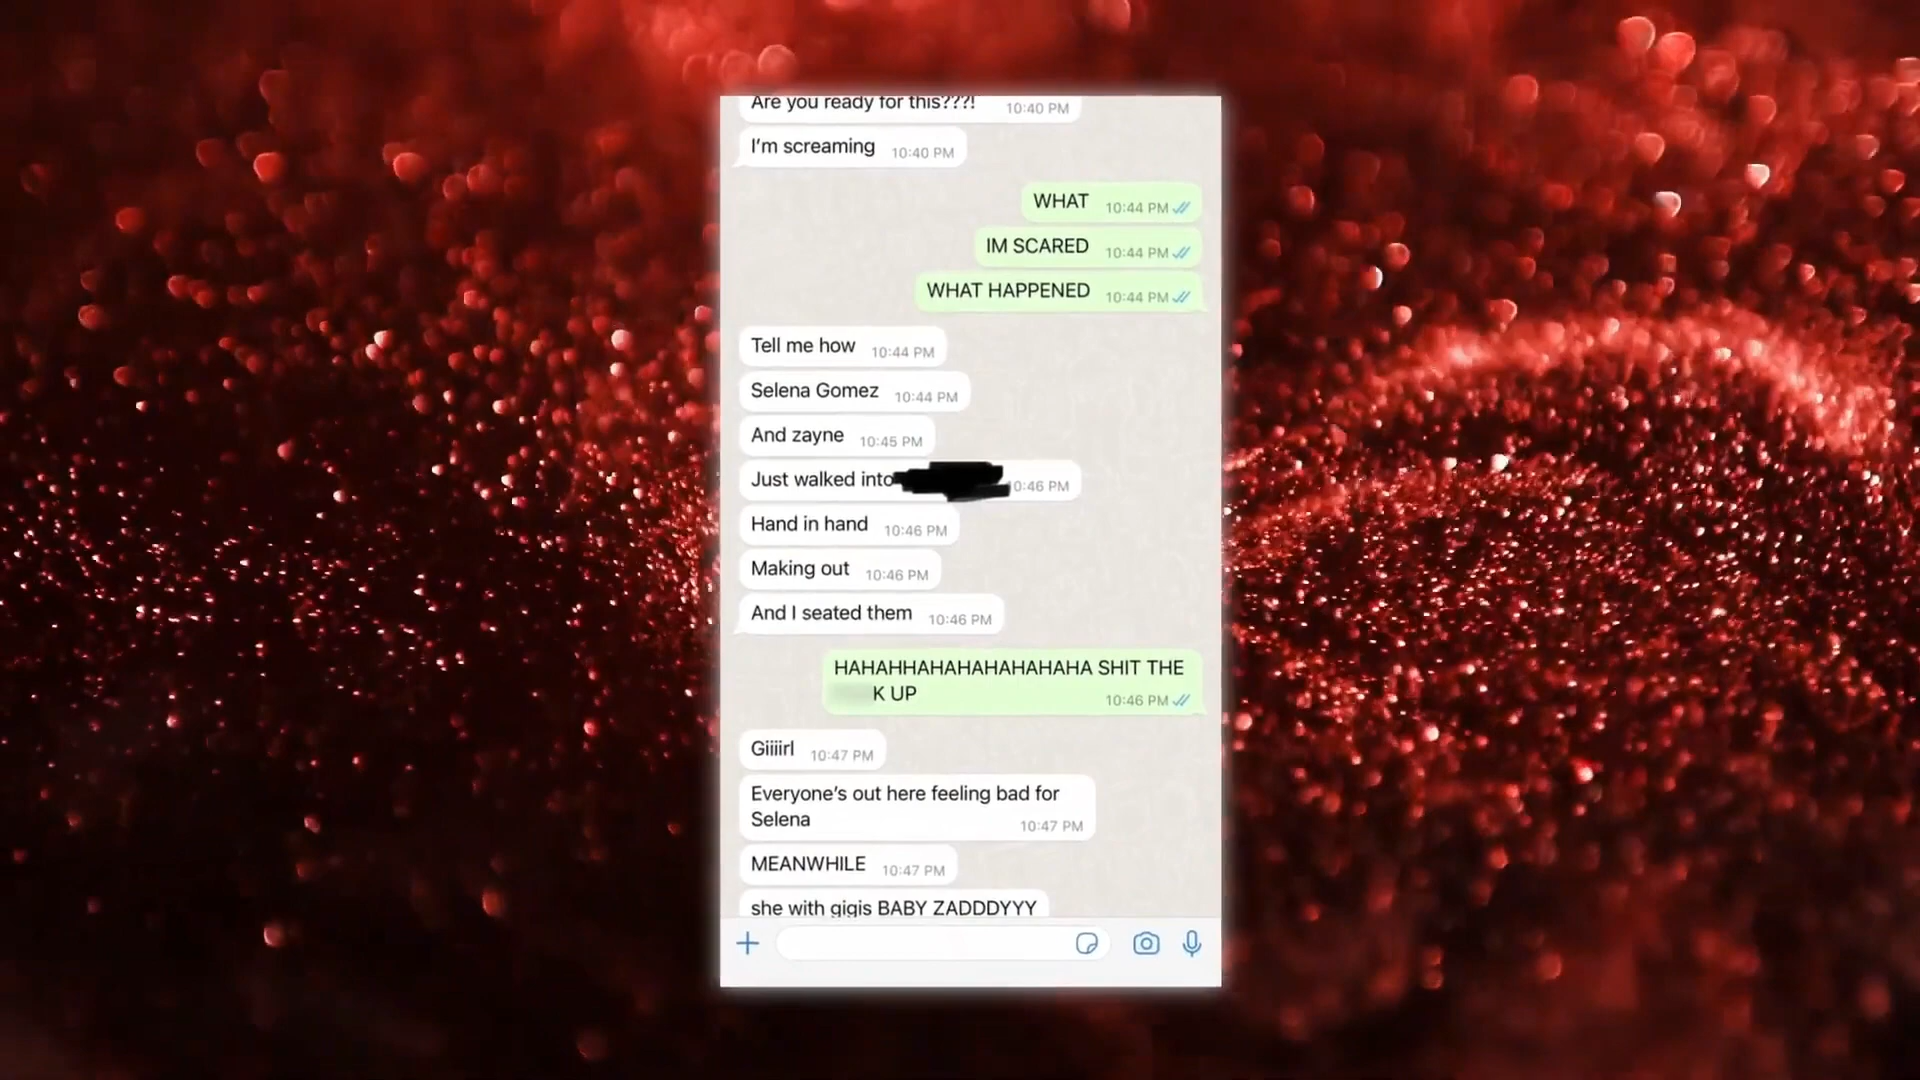 Are you ready for this???! 10:40 PM
I'm screaming 10:40 PM
WHAT 10:44 PM
IM SCARED 10:44 PM
WHAT HAPPENED 10:44 PM
Tell me how 10:44 PM
Selena Gomez 10:44 PM
And zayne 10:45 PM
Just walked into 0:46 PM
Hand in hand 10:46 PM
Making out 10:46 PM
And I seated them 10:46 PM
HAHAHHAHAHAHAHAHAHA SHIT THE
K UP 10:46 PM
Giiiirl 10:47 PM
Everyone's out here feeling bad for
Selena 10:47 PM
MEANWHILE 10:47 PM
she with gigis BABY ZADDDYYY